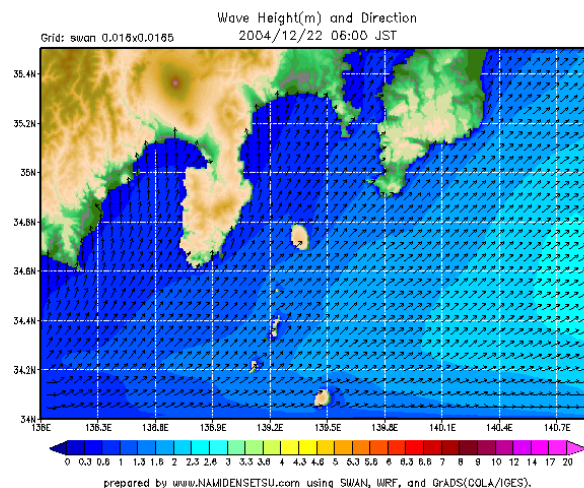 Wave Height(m) and Direction
Grid: swan 0.016x0.0165
2004/12/22 06:00 JST
35.4N
35.2N
35N
34.8N
34.6N
34.4N
34.2N
34N
138E 138.3E 138.6E 138.9E 139.2E 139.5E 139.8E 140.1E 140.4E 140.7E
0 0.3 0.6 1 1.3 1.6 2 2.3 2.6 3 3.3 3.6 4 4.3 4.6 5 5.3 5.6 6 6.3 6.6 7 8 9 10 12 14 17 20
prepared by www.NAMIDENSETSU.com using SWAN, WRF, and GrADS(COLA/IGES).